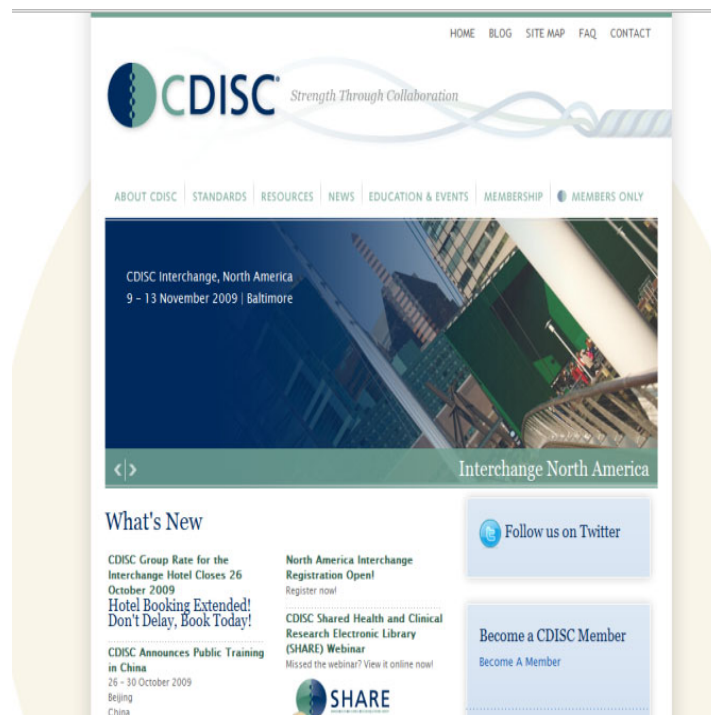 HOME BLOG SITE MAP FAQ CONTACT
CDISC® Strength Through Collaboration
ABOUT CDISC STANDARDS RESOURCES NEWS EDUCATION & EVENTS MEMBERSHIP MEMBERS ONLY
CDISC Interchange, North America
9 – 13 November 2009 | Baltimore
Interchange North America
What's New
CDISC Group Rate for the
Interchange Hotel Closes 26
October 2009
Hotel Booking Extended!
Don't Delay, Book Today!
CDISC Announces Public Training
in China
26 – 30 October 2009
Beijing
China
North America Interchange
Registration Open!
Register now!
CDISC Shared Health and Clinical
Research Electronic Library
(SHARE) Webinar
Missed the webinar? View it online now!
SHARE
Follow us on Twitter
Become a CDISC Member
Become A Member